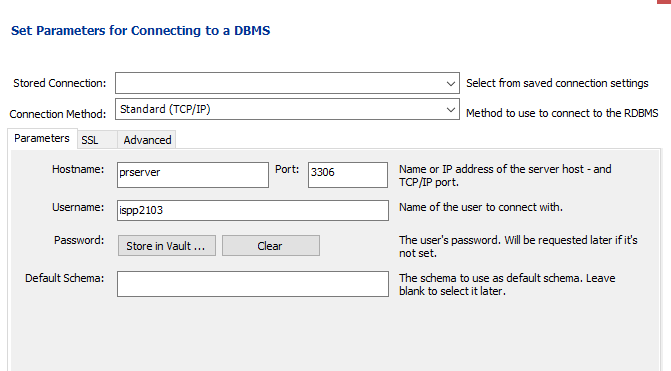 Set Parameters for Connecting to a DBMS
Stored Connection: Select from saved connection settings
Connection Method: Standard (TCP/IP) Method to use to connect to the RDBMS
Parameters SSL Advanced
Hostname: prserver Port: 3306 Name or IP address of the server host - and
TCP/IP port.
Username: ispp2103 Name of the user to connect with.
Password: Store in Vault ... Clear The user's password. Will be requested later if it's
not set.
Default Schema: The schema to use as default schema. Leave
blank to select it later.